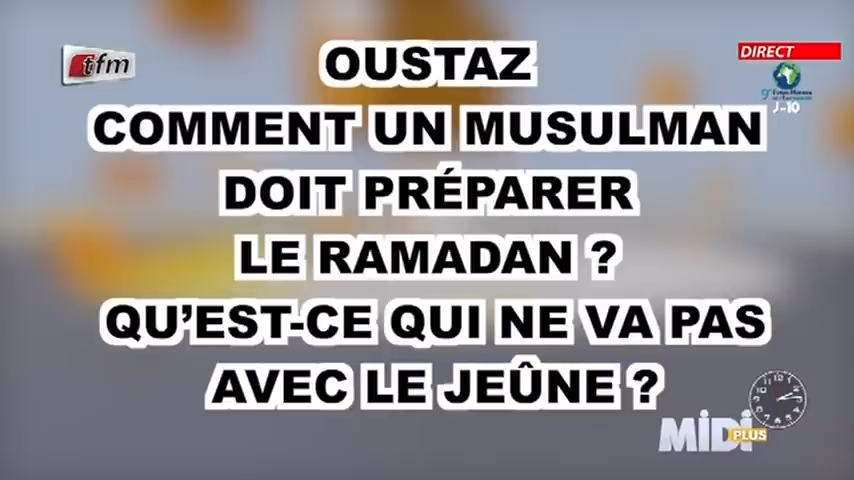 tfm
DIRECT
J-10
OUSTAZ
COMMENT UN MUSULMAN
DOIT PRÉPARER
LE RAMADAN ?
QU'EST-CE QUI NE VA PAS
AVEC LE JEÛNE ?
MiDi
PLUS